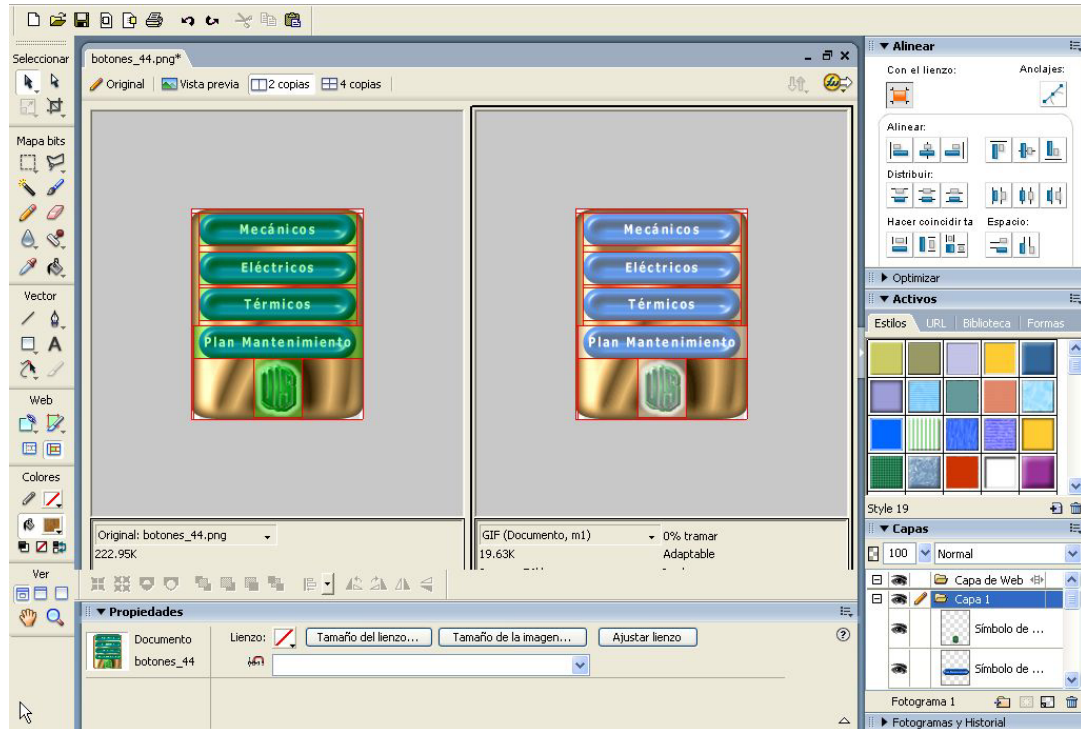 Seleccionar
Mapa bits
Vector
A
Web
Colores
Ver
botones_44.png*
Original
Vista previa
2 copias
4 copias
Mecánicos
Eléctricos
Térmicos
Plan Mantenimiento
UIS
Mecánicos
Eléctricos
Térmicos
Plan Mantenimiento
UIS
Original: botones_44.png
222.95K
GIF (Documento, m1)
0% tramar
19.63K
Adaptable
Propiedades
Documento
botones_44
Lienzo:
Tamaño del lienzo...
Tamaño de la imagen...
Ajustar lienzo
Alinear
Con el lienzo:
Anclajes:
Alinear:
Distribuir:
Hacer coincidir ta
Espacio:
Optimizar
Activos
Estilos
URL
Biblioteca
Formas
Style 19
Capas
100
Normal
Capa de Web
Capa 1
Símbolo de ...
Símbolo de ...
Fotograma 1
Fotogramas y Historial